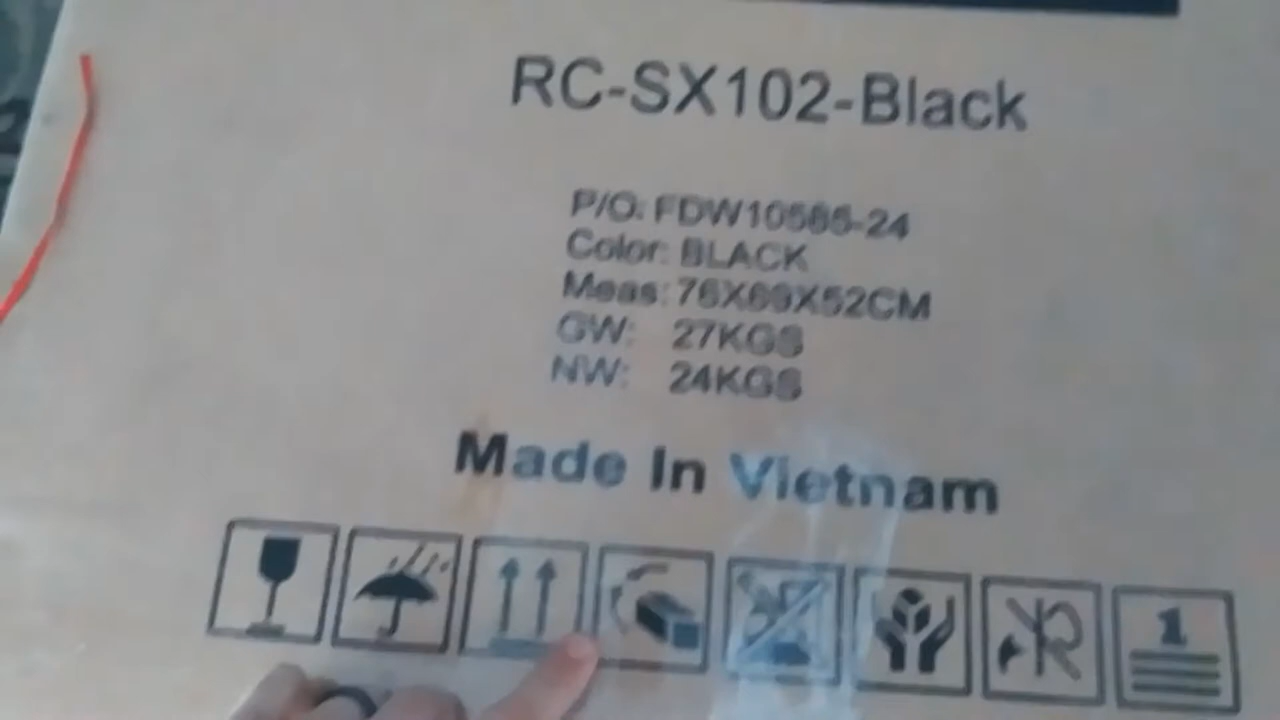 RC-SX102-Black
P/O: FDW10585-24
Color: BLACK
Meas: 76X69X52CM
GW: 27KGS
NW: 24KGS
Made In Vietnam
1